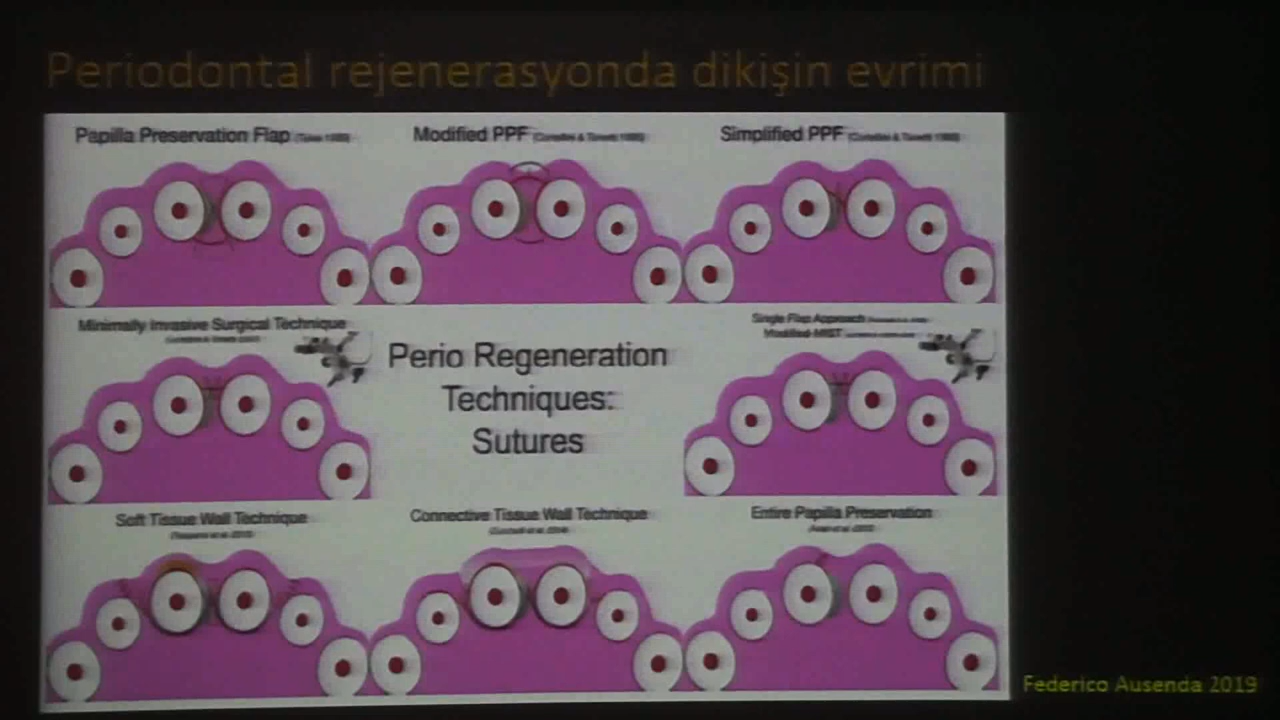 Periodontal rejenerasyonda dikişin evrimi
Papilla Preservation Flap
Modified PPF
Simplified PPF
Minimally Invasive Surgical Technique
Single Flap Approach
Modified MIST
Perio Regeneration
Techniques:
Sutures
Soft Tissue Wall Technique
Connective Tissue Wall Technique
Entire Papilla Preservation
Federico Ausenda 2019